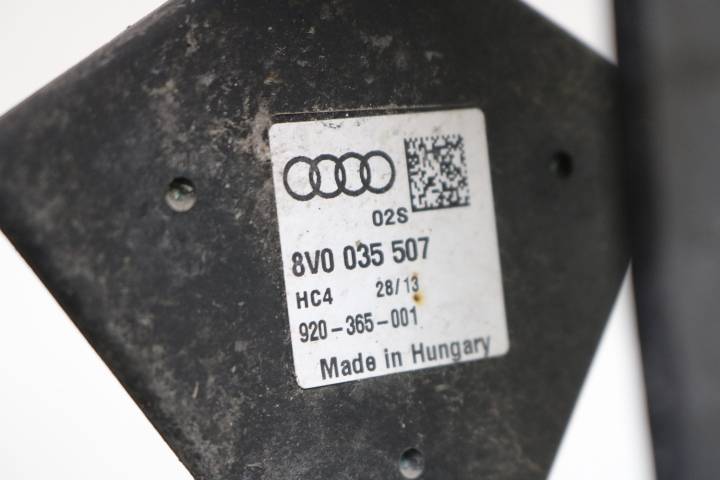 02S
8V0 035 507
HC4 28/13
920-365-001
Made in Hungary